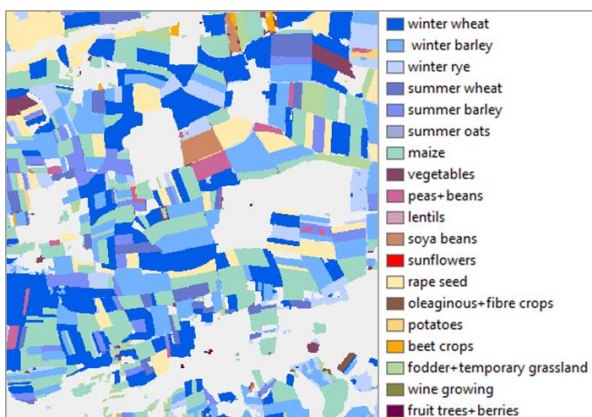 winter wheat
winter barley
winter rye
summer wheat
summer barley
summer oats
maize
vegetables
peas+beans
lentils
soya beans
sunflowers
rape seed
oleaginous+fibre crops
potatoes
beet crops
fodder+temporary grassland
wine growing
fruit trees+berries